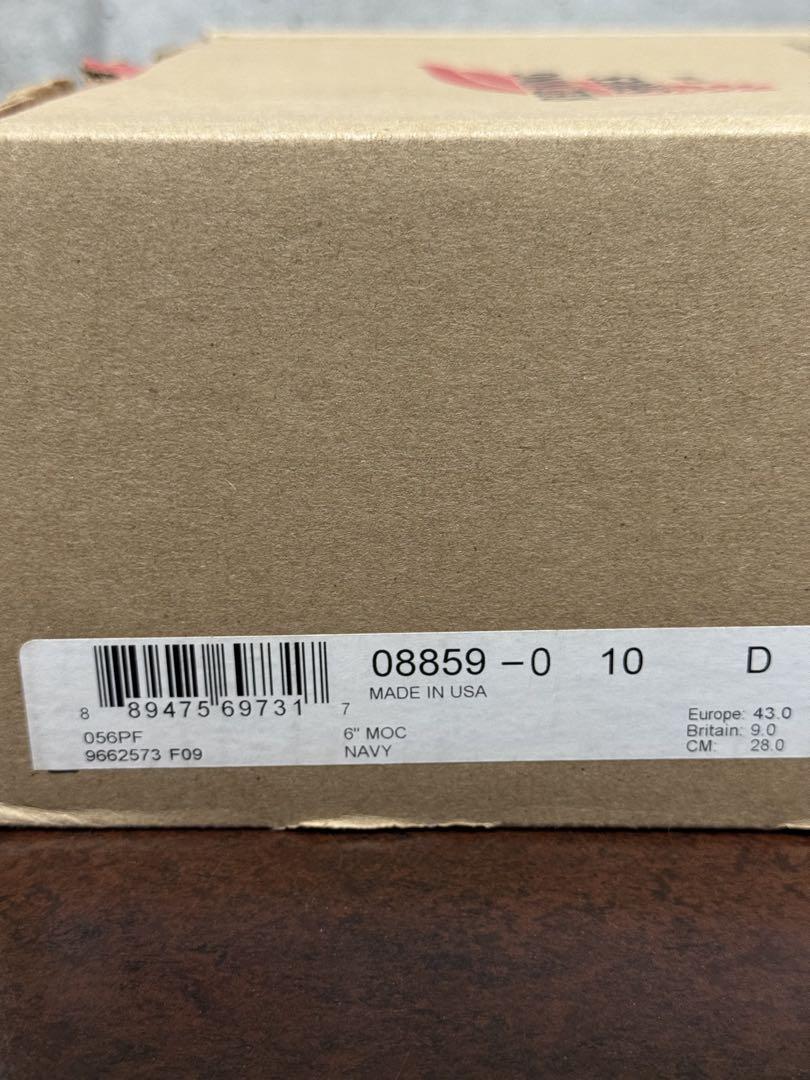 08859 -0 10 D
MADE IN USA
8 89475 69731 7
056PF
9662573 F09
6" MOC
NAVY
Europe: 43.0
Britain: 9.0
CM: 28.0